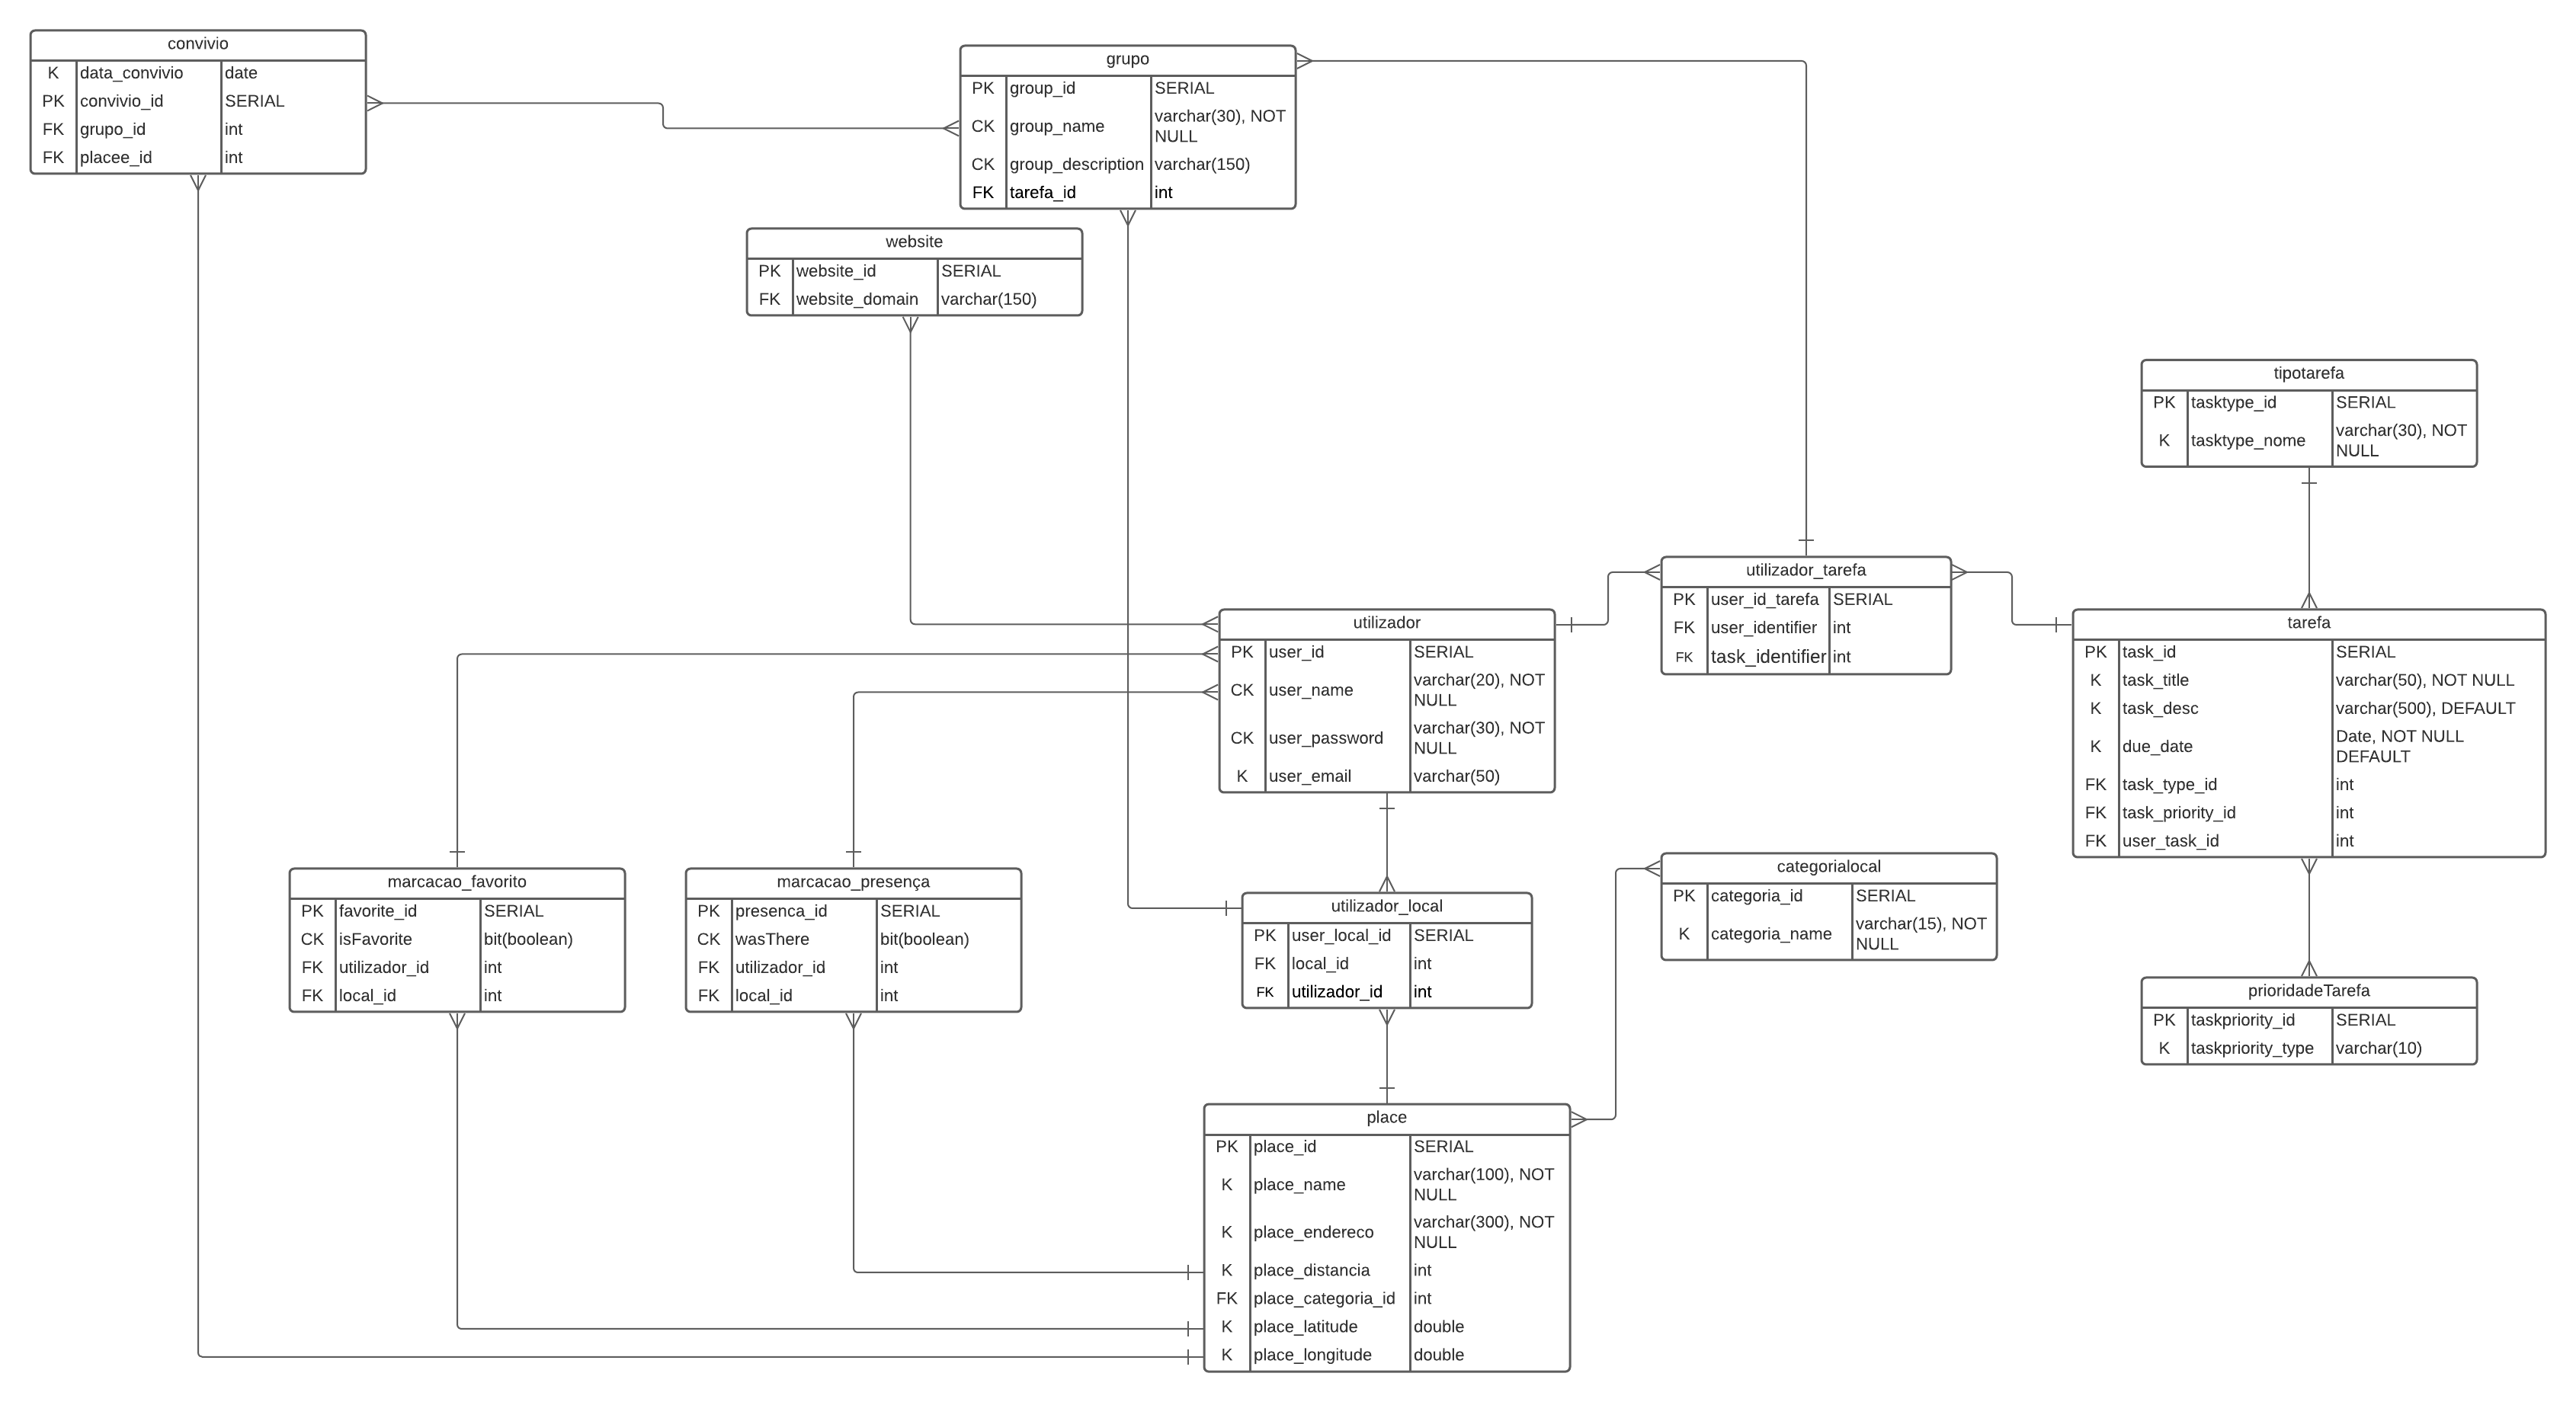 convivio
K data_convivio date
PK convivio_id SERIAL
FK grupo_id int
FK placee_id int
grupo
PK group_id SERIAL
CK group_name varchar(30), NOT
NULL
CK group_description varchar(150)
FK tarefa_id int
website
PK website_id SERIAL
FK website_domain varchar(150)
tipotarefa
PK tasktype_id SERIAL
K tasktype_nome varchar(30), NOT
NULL
utilizador_tarefa
PK user_id_tarefa SERIAL
FK user_identifier int
FK task_identifier int
utilizador
PK user_id SERIAL
CK user_name varchar(20), NOT
NULL
CK user_password varchar(30), NOT
NULL
K user_email varchar(50)
tarefa
PK task_id SERIAL
K task_title varchar(50), NOT NULL
K task_desc varchar(500), DEFAULT
K due_date Date, NOT NULL
DEFAULT
FK task_type_id int
FK task_priority_id int
FK user_task_id int
marcacao_favorito
PK favorite_id SERIAL
CK isFavorite bit(boolean)
FK utilizador_id int
FK local_id int
marcacao_presença
PK presenca_id SERIAL
CK wasThere bit(boolean)
FK utilizador_id int
FK local_id int
utilizador_local
PK user_local_id SERIAL
FK local_id int
FK utilizador_id int
categorialocal
PK categoria_id SERIAL
K categoria_name varchar(15), NOT
NULL
prioridadeTarefa
PK taskpriority_id SERIAL
K taskpriority_type varchar(10)
place
PK place_id SERIAL
K place_name varchar(100), NOT
NULL
K place_endereco varchar(300), NOT
NULL
K place_distancia int
FK place_categoria_id int
K place_latitude double
K place_longitude double